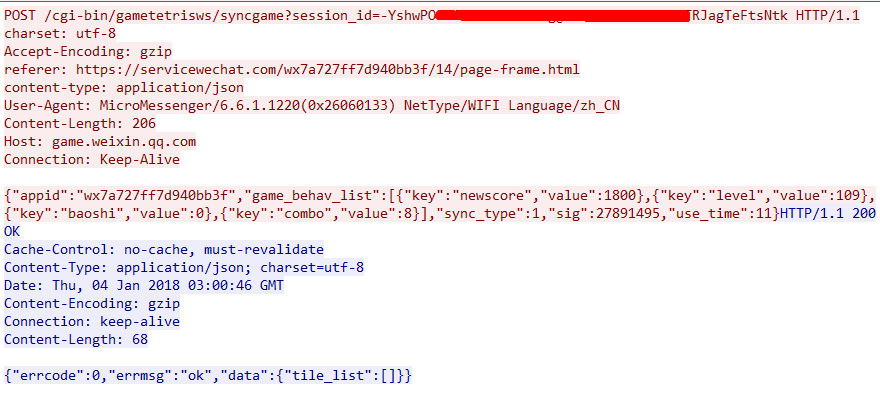 POST /cgi-bin/gametetrisws/syncgame?session_id=-YshwPO RJagTeFtsNtk HTTP/1.1
charset: utf-8
Accept-Encoding: gzip
referer: https://servicewechat.com/wx7a727ff7d940bb3f/14/page-frame.html
content-type: application/json
User-Agent: MicroMessenger/6.6.1.1220(0x26060133) NetType/WIFI Language/zh_CN
Content-Length: 206
Host: game.weixin.qq.com
Connection: Keep-Alive

{"appid":"wx7a727ff7d940bb3f","game_behav_list":[{"key":"newscore","value":1800},{"key":"level","value":109},
{"key":"baoshi","value":0},{"key":"combo","value":8}],"sync_type":1,"sig":27891495,"use_time":11}HTTP/1.1 200
OK
Cache-Control: no-cache, must-revalidate
Content-Type: application/json; charset=utf-8
Date: Thu, 04 Jan 2018 03:00:46 GMT
Content-Encoding: gzip
Connection: keep-alive
Content-Length: 68

{"errcode":0,"errmsg":"ok","data":{"tile_list":[]}}